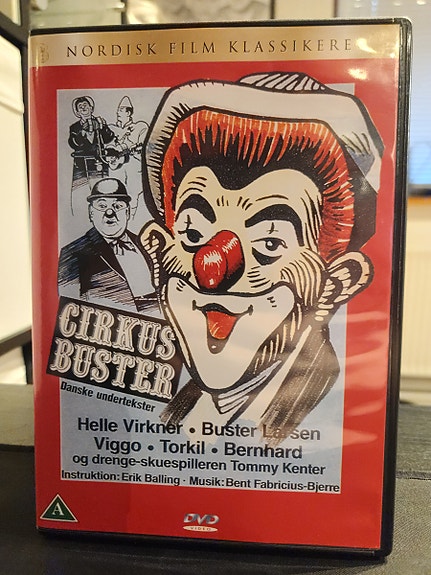 NORDISK FILM KLASSIKERE
CIRKUS
BUSTER
Danske undertekster
Helle Virkner • Buster Larsen
Viggo • Torkil • Bernhard
og drenge-skuespilleren Tommy Kenter
Instruktion: Erik Balling · Musik: Bent Fabricius-Bjerre
A
DVD
VIDEO